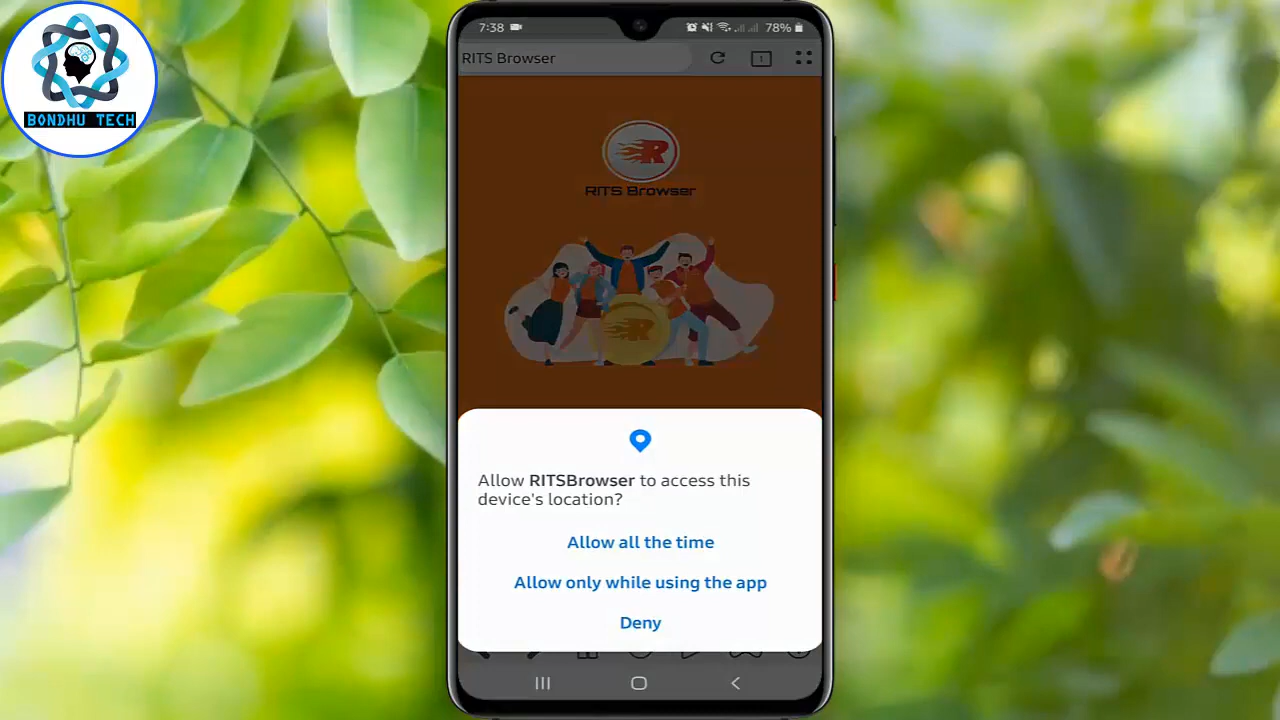 BONDHU TECH
7:38
78%
RITS Browser
1
R
RITS Browser
R
Allow RITSBrowser to access this
device's location?
Allow all the time
Allow only while using the app
Deny